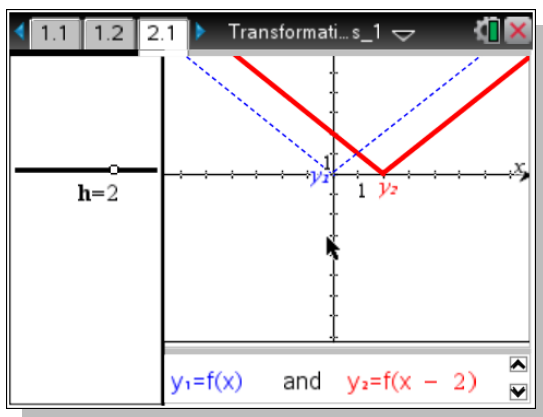 1.1 1.2 2.1 Transformati...s_1
1 x
y₁ 1 y₂
h=2
y₁=f(x) and y₂=f(x − 2)